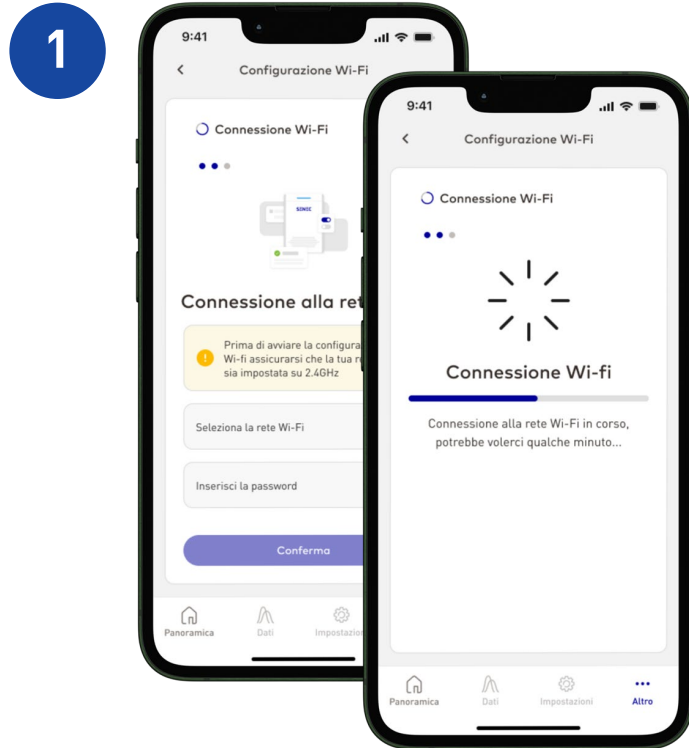 1
9:41
Configurazione Wi-Fi
Connessione Wi-Fi
SINIC
Connessione alla ret
Prima di avviare la configura
Wi-fi assicurarsi che la tua r
sia impostata su 2.4GHz
Seleziona la rete Wi-Fi
Inserisci la password
Conferma
Panoramica
Dati
Impostazion
9:41
Configurazione Wi-Fi
Connessione Wi-Fi
Connessione Wi-fi
Connessione alla rete Wi-Fi in corso,
potrebbe volerci qualche minuto...
Panoramica
Dati
Impostazioni
Altro